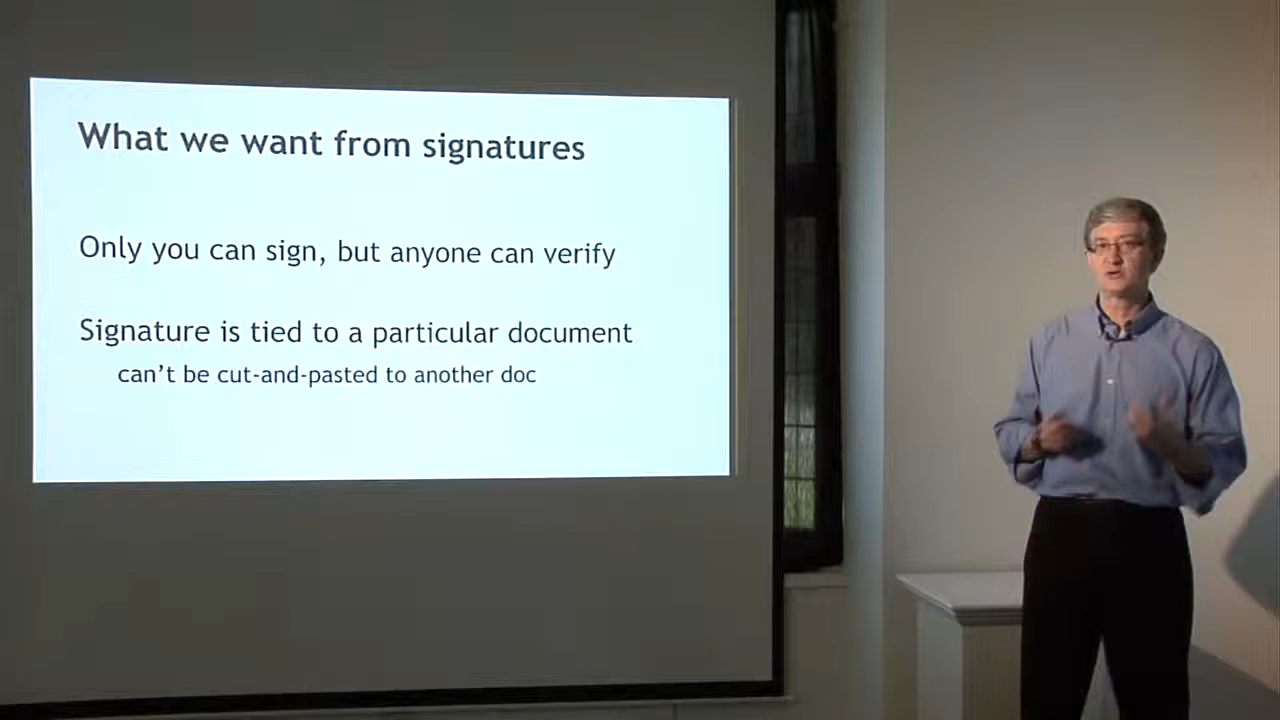 What we want from signatures
Only you can sign, but anyone can verify
Signature is tied to a particular document
can't be cut-and-pasted to another doc